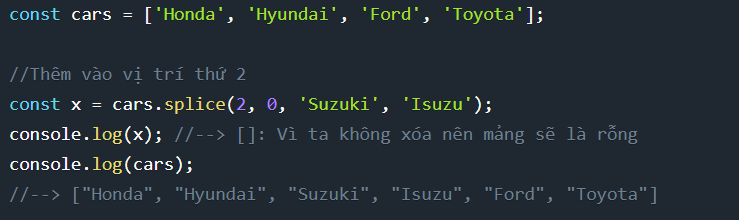 const cars = ['Honda', 'Hyundai', 'Ford', 'Toyota'];
//Thêm vào vị trí thứ 2
const x = cars.splice(2, 0, 'Suzuki', 'Isuzu');
console.log(x); //--> []: Vì ta không xóa nên mảng sẽ là rỗng
console.log(cars);
//--> ["Honda", "Hyundai", "Suzuki", "Isuzu", "Ford", "Toyota"]